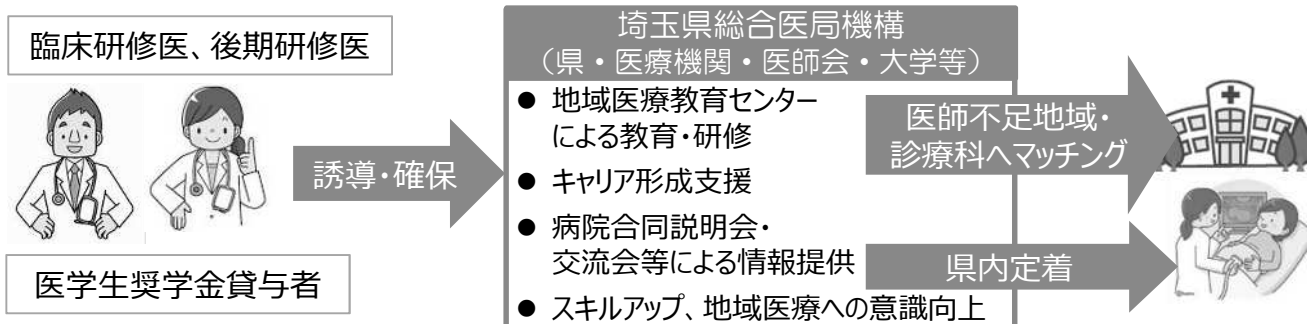 臨床研修医、後期研修医
医学生奨学金貸与者
誘導・確保
埼玉県総合医局機構
（県・医療機関・医師会・大学等）
● 地域医療教育センター
による教育・研修
● キャリア形成支援
● 病院合同説明会・
交流会等による情報提供
● スキルアップ、地域医療への意識向上
医師不足地域・
診療科へマッチング
県内定着